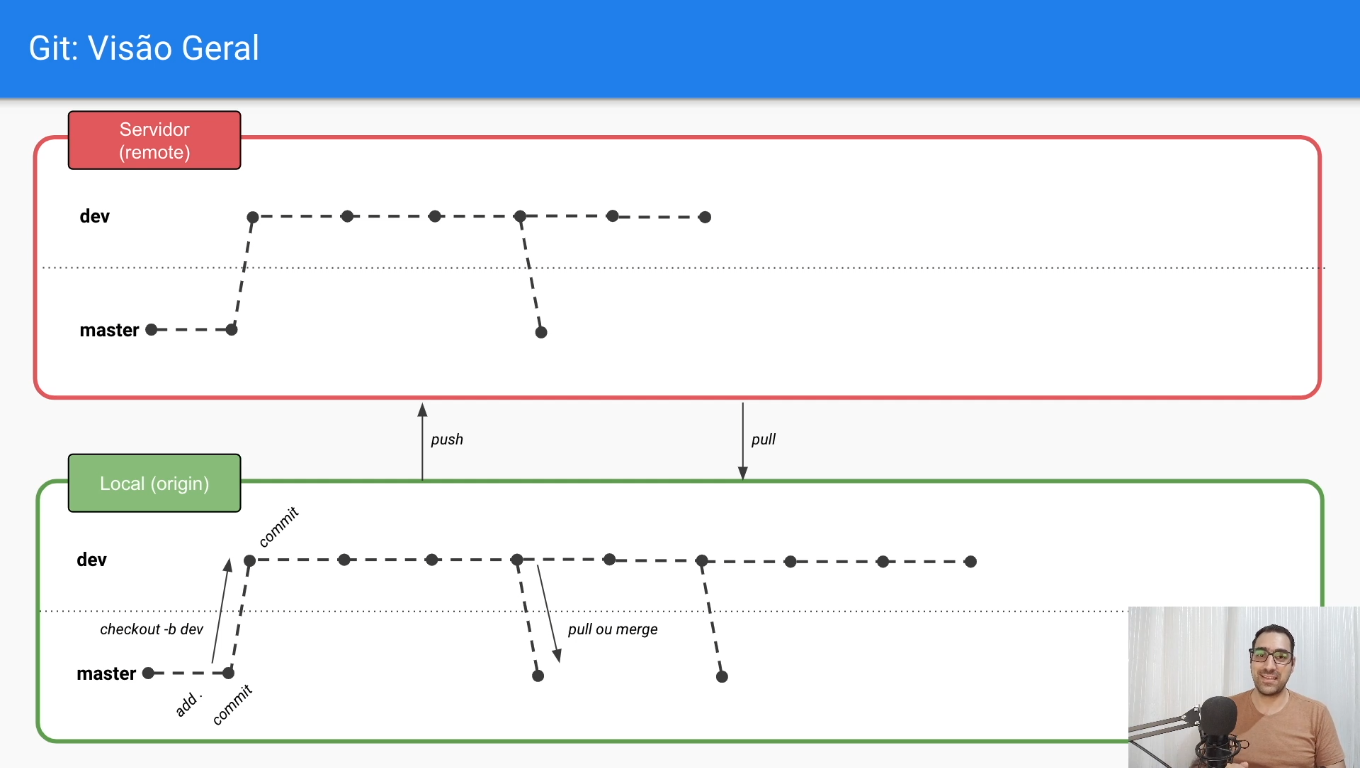 Git: Visão Geral
Servidor
(remote)
dev
master
push
pull
Local (origin)
commit
dev
checkout -b dev
pull ou merge
master
add .
commit